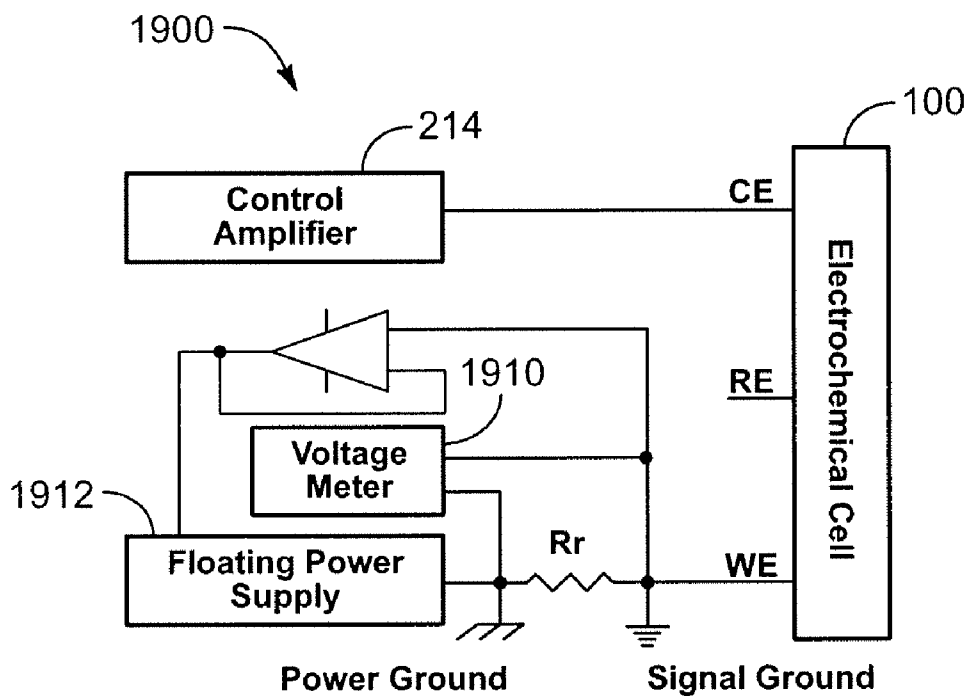 1900
214
100
Control
Amplifier
CE
Electrochemical Cell
RE
1910
Voltage
Meter
1912
Floating Power
Supply
Rr
WE
Power Ground
Signal Ground